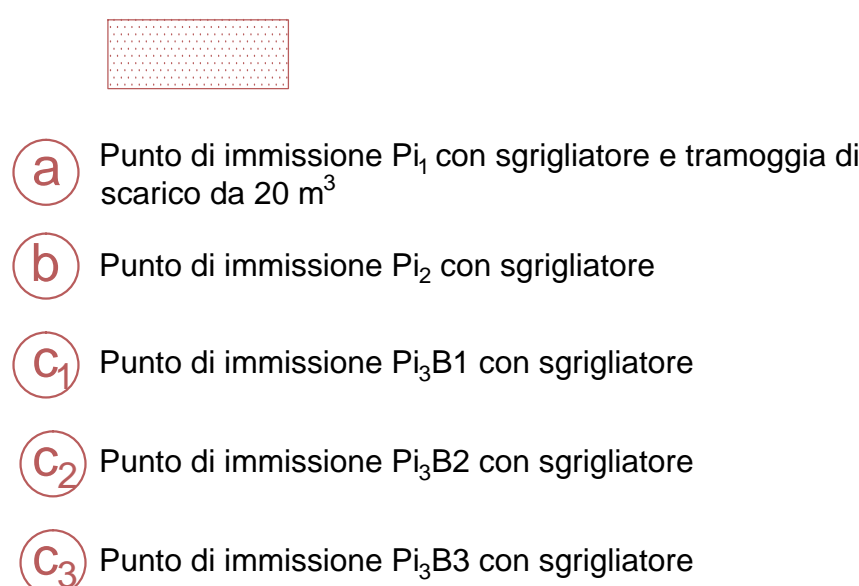 a Punto di immissione Pi₁ con sgrigliatore e tramoggia di
scarico da 20 m³
b Punto di immissione Pi₂ con sgrigliatore
c₁ Punto di immissione Pi₃B1 con sgrigliatore
c₂ Punto di immissione Pi₃B2 con sgrigliatore
c₃ Punto di immissione Pi₃B3 con sgrigliatore